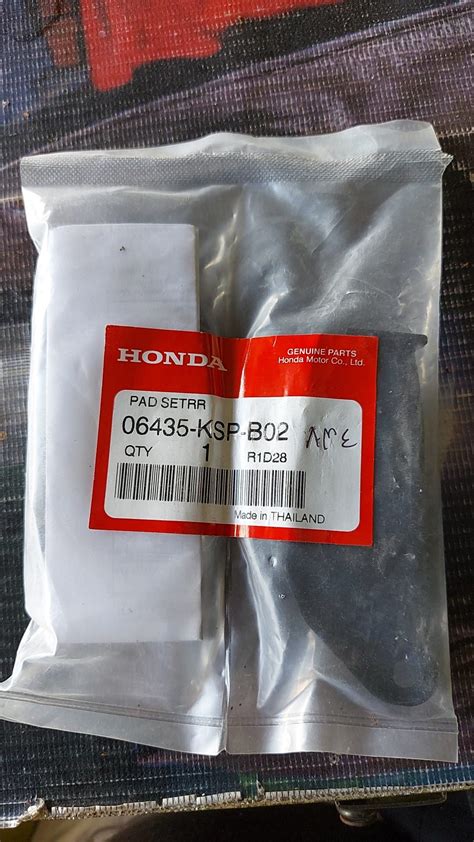 HONDA
GENUINE PARTS
Honda Motor Co., Ltd.
PAD SETRR
06435-KSP-B02
QTY 1 R1D28
Made in THAILAND